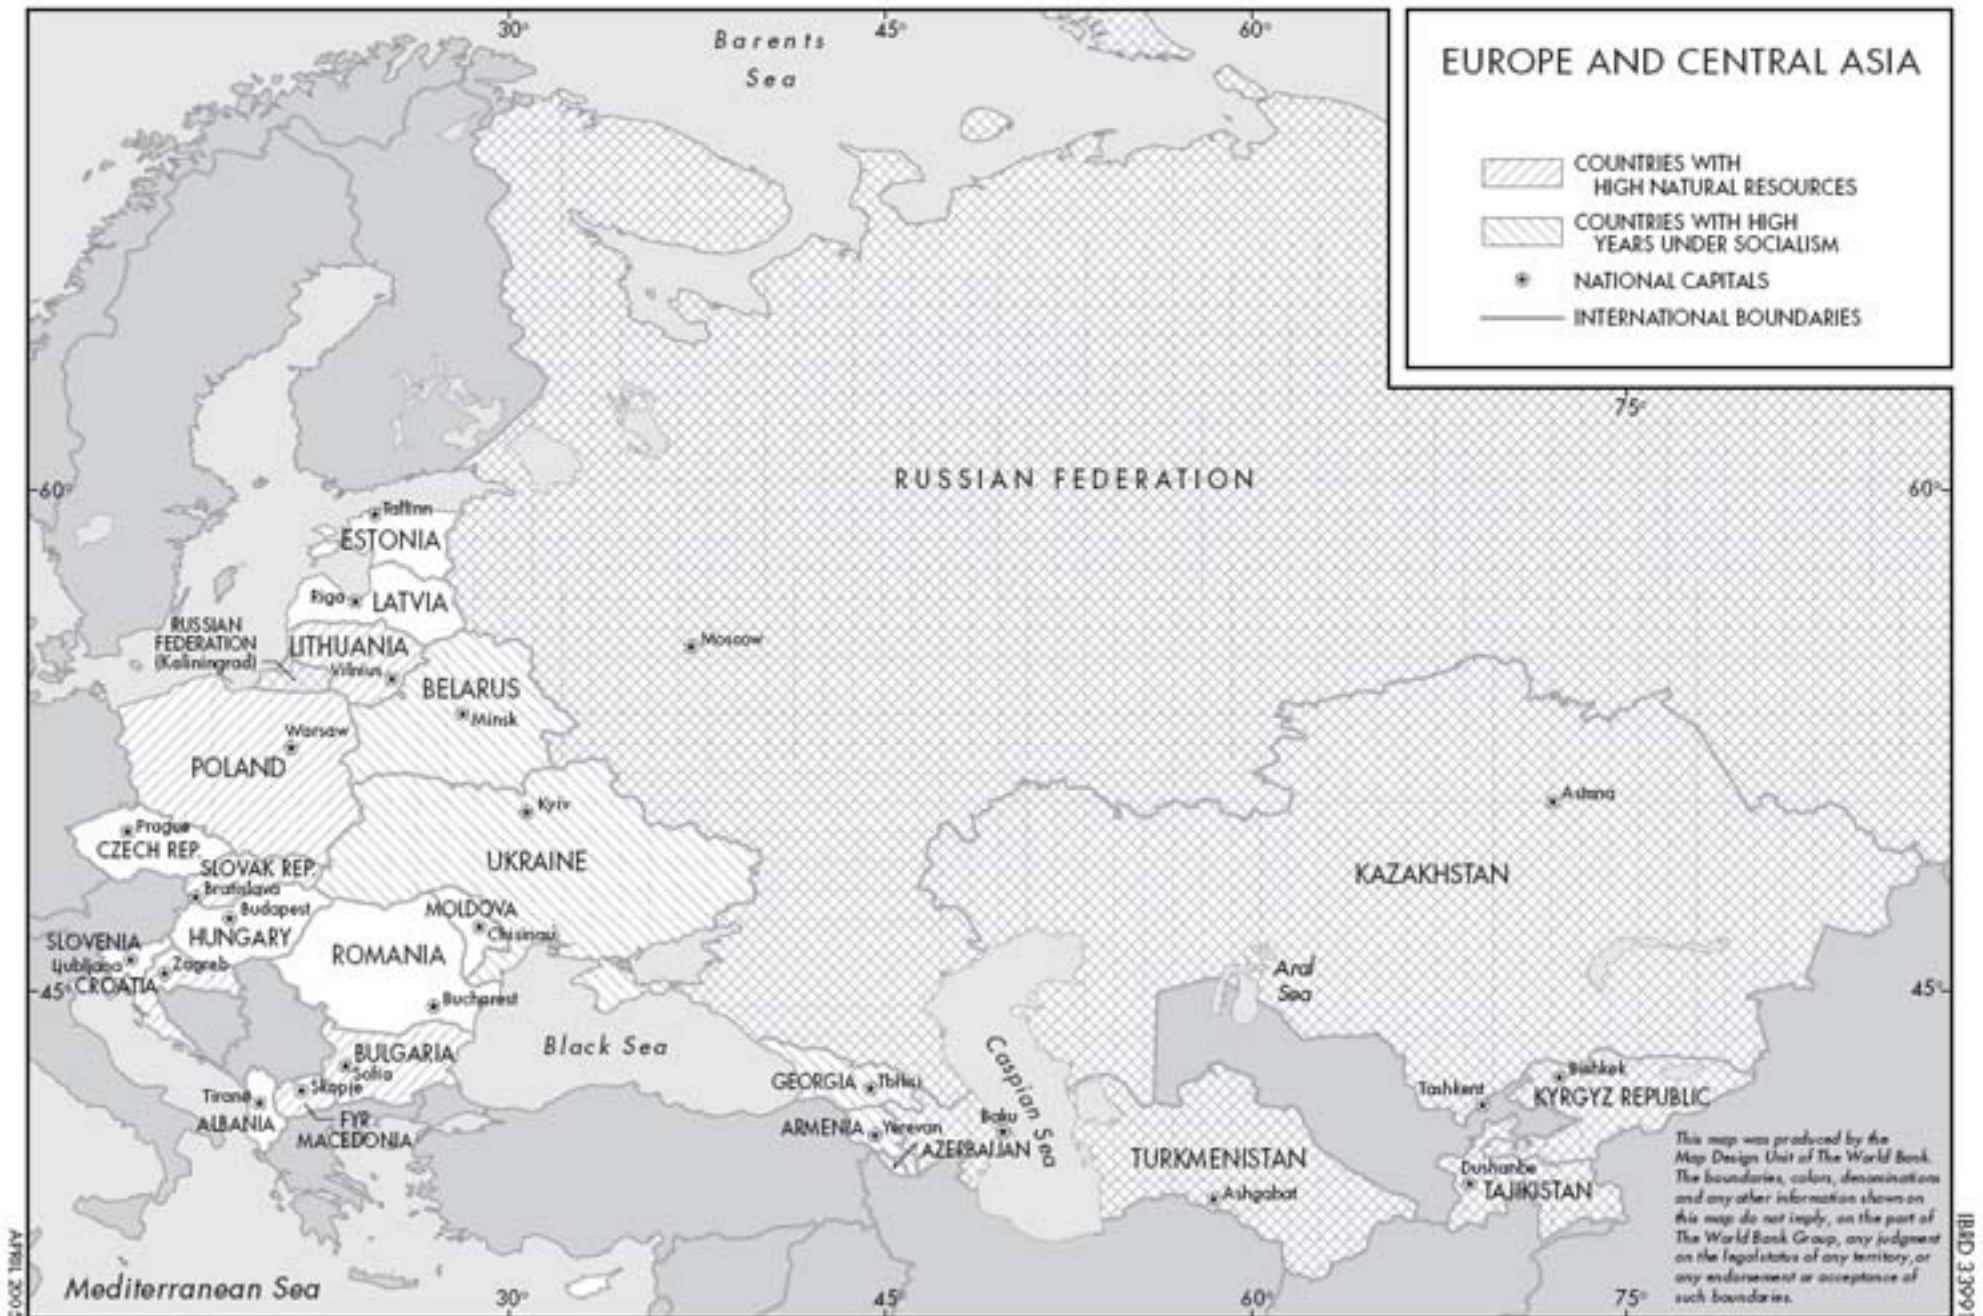 30°
45°
60°
Barents
Sea
EUROPE AND CENTRAL ASIA
COUNTRIES WITH
HIGH NATURAL RESOURCES
COUNTRIES WITH HIGH
YEARS UNDER SOCIALISM
NATIONAL CAPITALS
INTERNATIONAL BOUNDARIES
75°
RUSSIAN FEDERATION
60°
60°
Tallinn
ESTONIA
Riga
LATVIA
RUSSIAN
FEDERATION
(Kaliningrad)
LITHUANIA
Vilnius
Moscow
BELARUS
Minsk
Warsaw
POLAND
Kyiv
Astana
Prague
CZECH REP.
SLOVAK REP.
Bratislava
UKRAINE
KAZAKHSTAN
Budapest
HUNGARY
MOLDOVA
Chisinau
SLOVENIA
Ljubljana
Zagreb
CROATIA
ROMANIA
Aral
Sea
45°
45°
Bucharest
Black Sea
Caspian Sea
BULGARIA
Sofia
GEORGIA
Tbilisi
Bishkek
KYRGYZ REPUBLIC
Tashkent
Skopje
Tirane
ALBANIA
FYR
MACEDONIA
ARMENIA
Yerevan
Baku
AZERBAIJAN
TURKMENISTAN
Ashgabat
Dushanbe
TAJIKISTAN
This map was produced by the
Map Design Unit of The World Bank.
The boundaries, colors, denominations
and any other information shown on
this map do not imply, on the part of
The World Bank Group, any judgment
on the legal status of any territory, or
any endorsement or acceptance of
such boundaries.
Mediterranean Sea
30°
45°
60°
75°
APRIL 2005
IBRD 33997